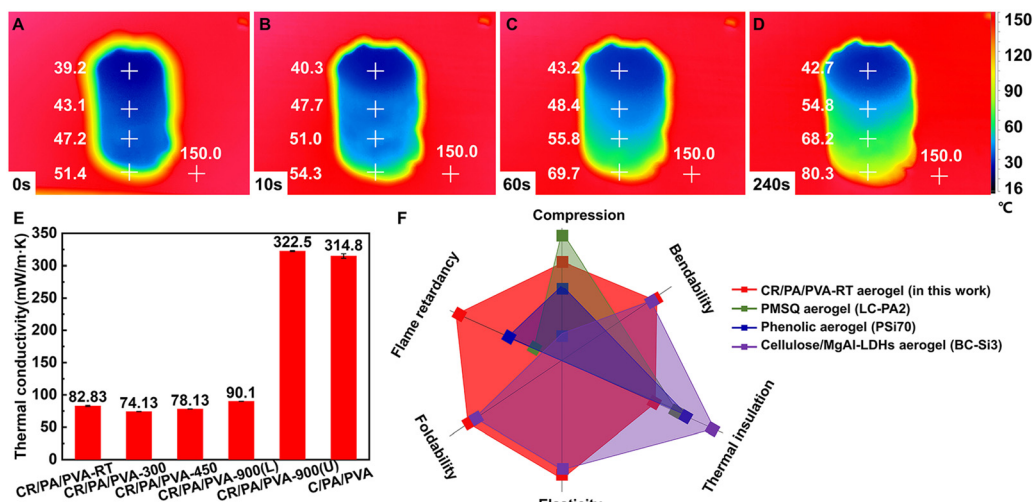 A
39.2
43.1
47.2
51.4
150.0
0s
B
40.3
47.7
51.0
54.3
150.0
10s
C
43.2
48.4
55.8
69.7
150.0
60s
D
42.7
54.8
68.2
80.3
150.0
240s
150
120
90
60
30
16
℃
E
Thermal conductivity(mW/m·K)
350
300
250
200
150
100
50
0
82.83
74.13
78.13
90.1
322.5
314.8
CR/PA/PVA-RT
CR/PA/PVA-300
CR/PA/PVA-450
CR/PA/PVA-900(L)
CR/PA/PVA-900(U)
C/PA/PVA
F
Compression
Bendability
Thermal insulation
Elasticity
Foldability
Flame retardancy
CR/PA/PVA-RT aerogel (in this work)
PMSQ aerogel (LC-PA2)
Phenolic aerogel (PSi70)
Cellulose/MgAl-LDHs aerogel (BC-Si3)